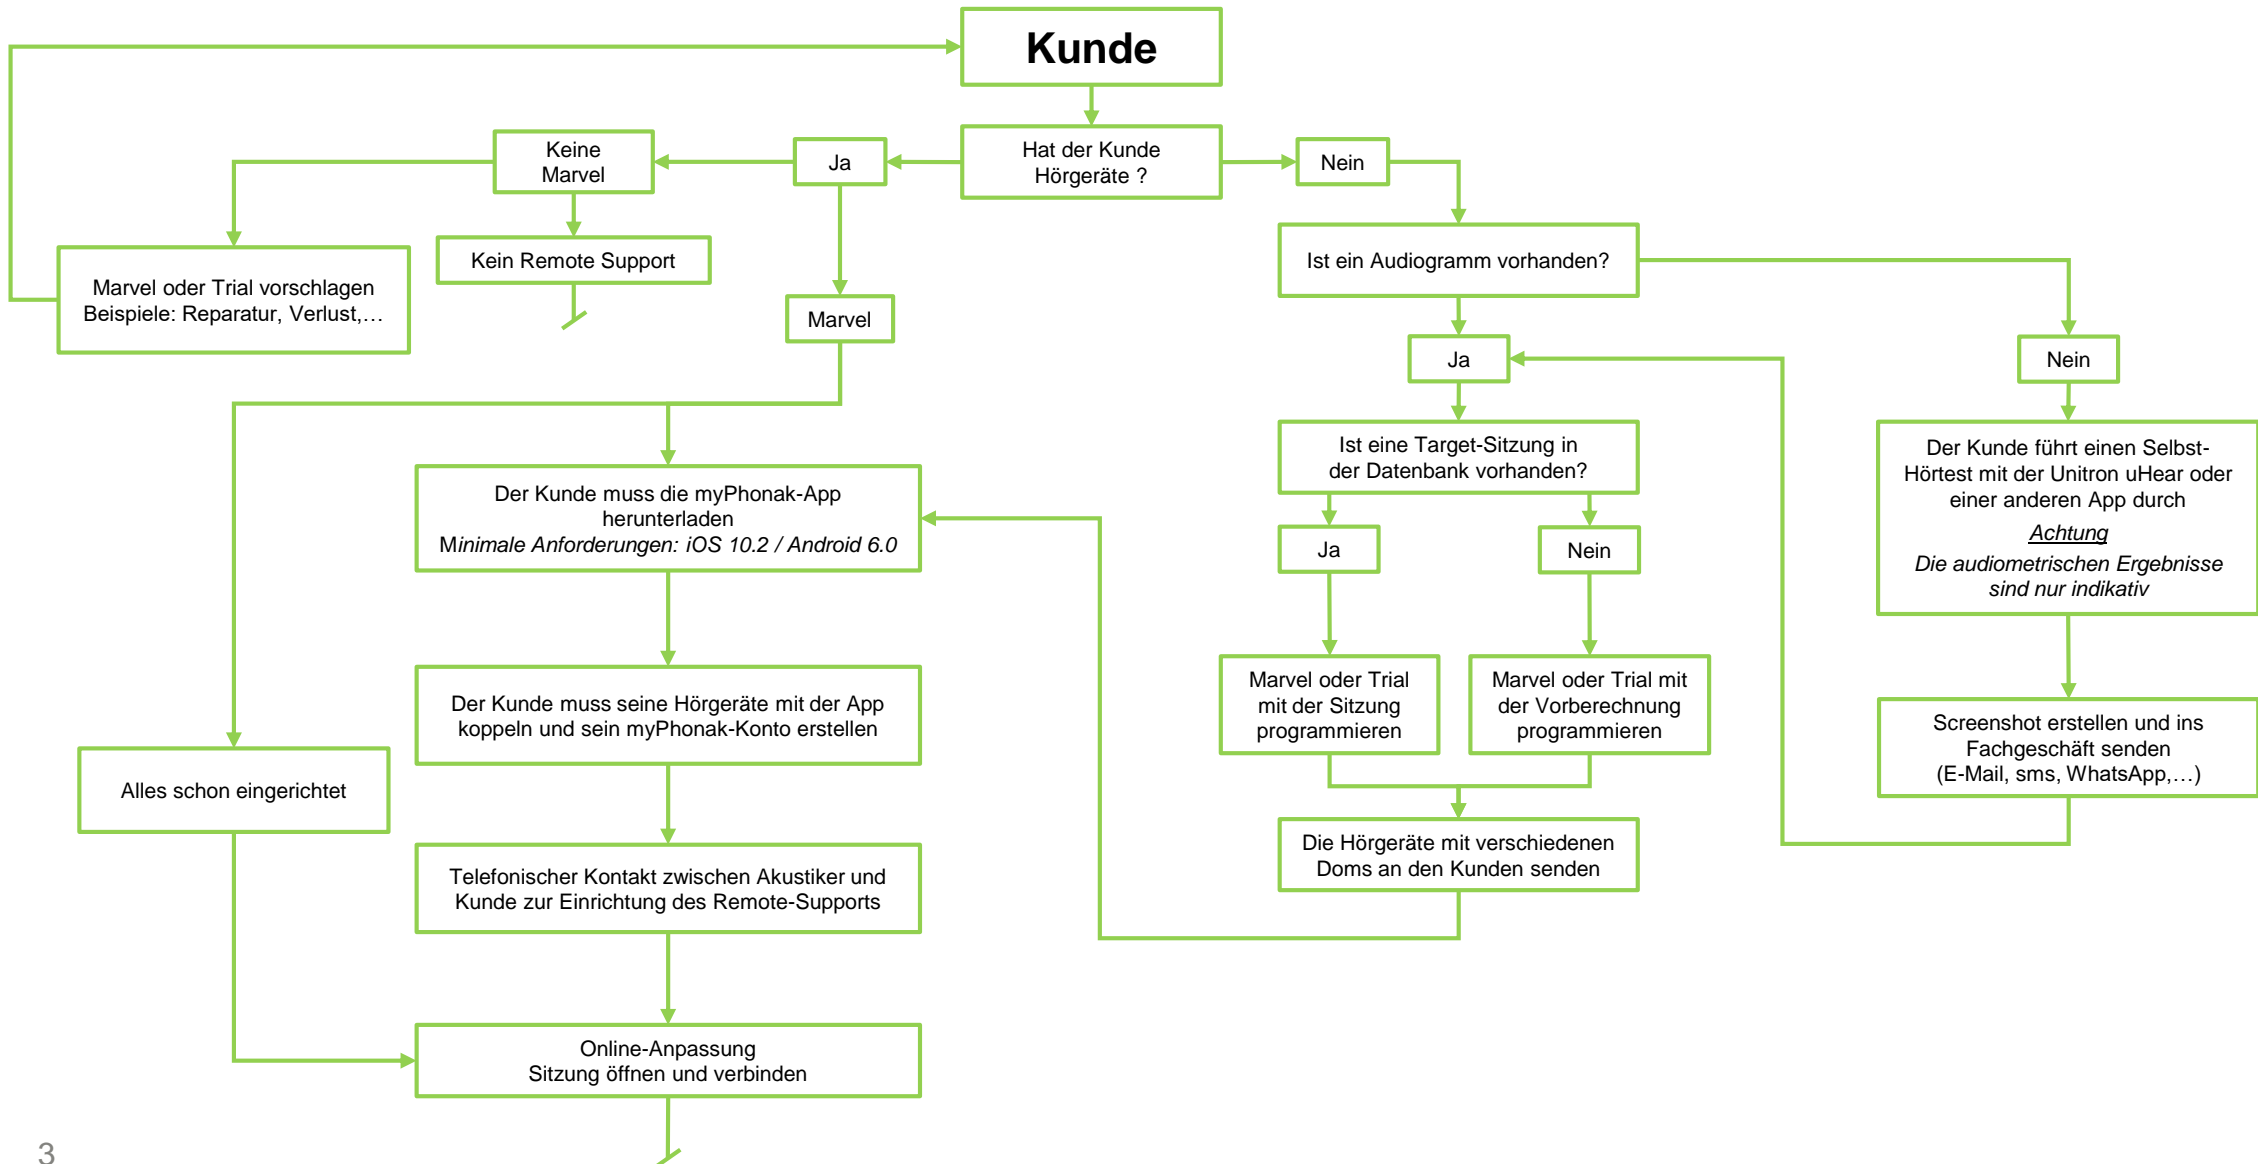 Kunde
Hat der Kunde
Hörgeräte ?
Ja
Keine
Marvel
Nein
Kein Remote Support
Marvel oder Trial vorschlagen
Beispiele: Reparatur, Verlust,…
Marvel
Ist ein Audiogramm vorhanden?
Ja
Nein
Ist eine Target-Sitzung in
der Datenbank vorhanden?
Ja
Nein
Der Kunde führt einen Selbst-
Hörtest mit der Unitron uHear oder
einer anderen App durch
Achtung
Die audiometrischen Ergebnisse
sind nur indikativ
Der Kunde muss die myPhonak-App
herunterladen
Minimale Anforderungen: iOS 10.2 / Android 6.0
Der Kunde muss seine Hörgeräte mit der App
koppeln und sein myPhonak-Konto erstellen
Marvel oder Trial
mit der Sitzung
programmieren
Marvel oder Trial mit
der Vorberechnung
programmieren
Screenshot erstellen und ins
Fachgeschäft senden
(E-Mail, sms, WhatsApp,…)
Alles schon eingerichtet
Die Hörgeräte mit verschiedenen
Doms an den Kunden senden
Telefonischer Kontakt zwischen Akustiker und
Kunde zur Einrichtung des Remote-Supports
Online-Anpassung
Sitzung öffnen und verbinden
3